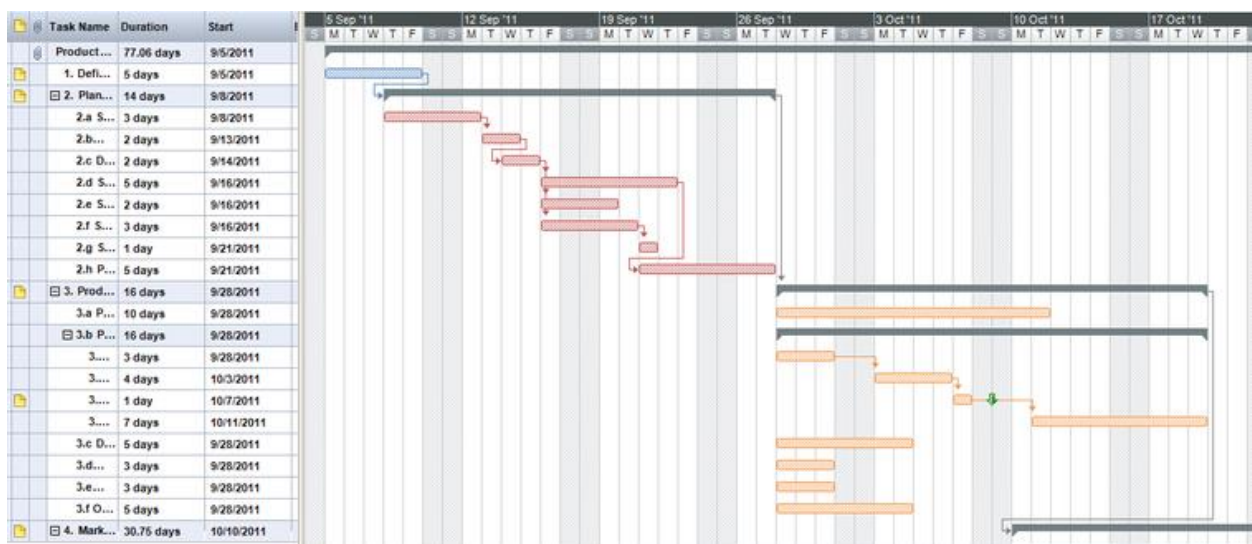 Task Name Duration Start
5 Sep '11 12 Sep '11 19 Sep '11 26 Sep '11 3 Oct '11 10 Oct '11 17 Oct '11
S M T W T F S S M T W T F S S M T W T F S S M T W T F S S M T W T F S S M T W T F S S M T W T F
Product... 77.06 days 9/5/2011
1. Defi... 5 days 9/5/2011
2. Plan... 14 days 9/8/2011
2.a S... 3 days 9/8/2011
2.b... 2 days 9/13/2011
2.c D... 2 days 9/14/2011
2.d S... 5 days 9/16/2011
2.e S... 2 days 9/16/2011
2.f S... 3 days 9/16/2011
2.g S... 1 day 9/21/2011
2.h P... 5 days 9/21/2011
3. Prod... 16 days 9/28/2011
3.a P... 10 days 9/28/2011
3.b P... 16 days 9/28/2011
3.... 3 days 9/28/2011
3.... 4 days 10/3/2011
3.... 1 day 10/7/2011
3.... 7 days 10/11/2011
3.c D... 5 days 9/28/2011
3.d... 3 days 9/28/2011
3.e... 3 days 9/28/2011
3.f O... 5 days 9/28/2011
4. Mark... 30.75 days 10/10/2011